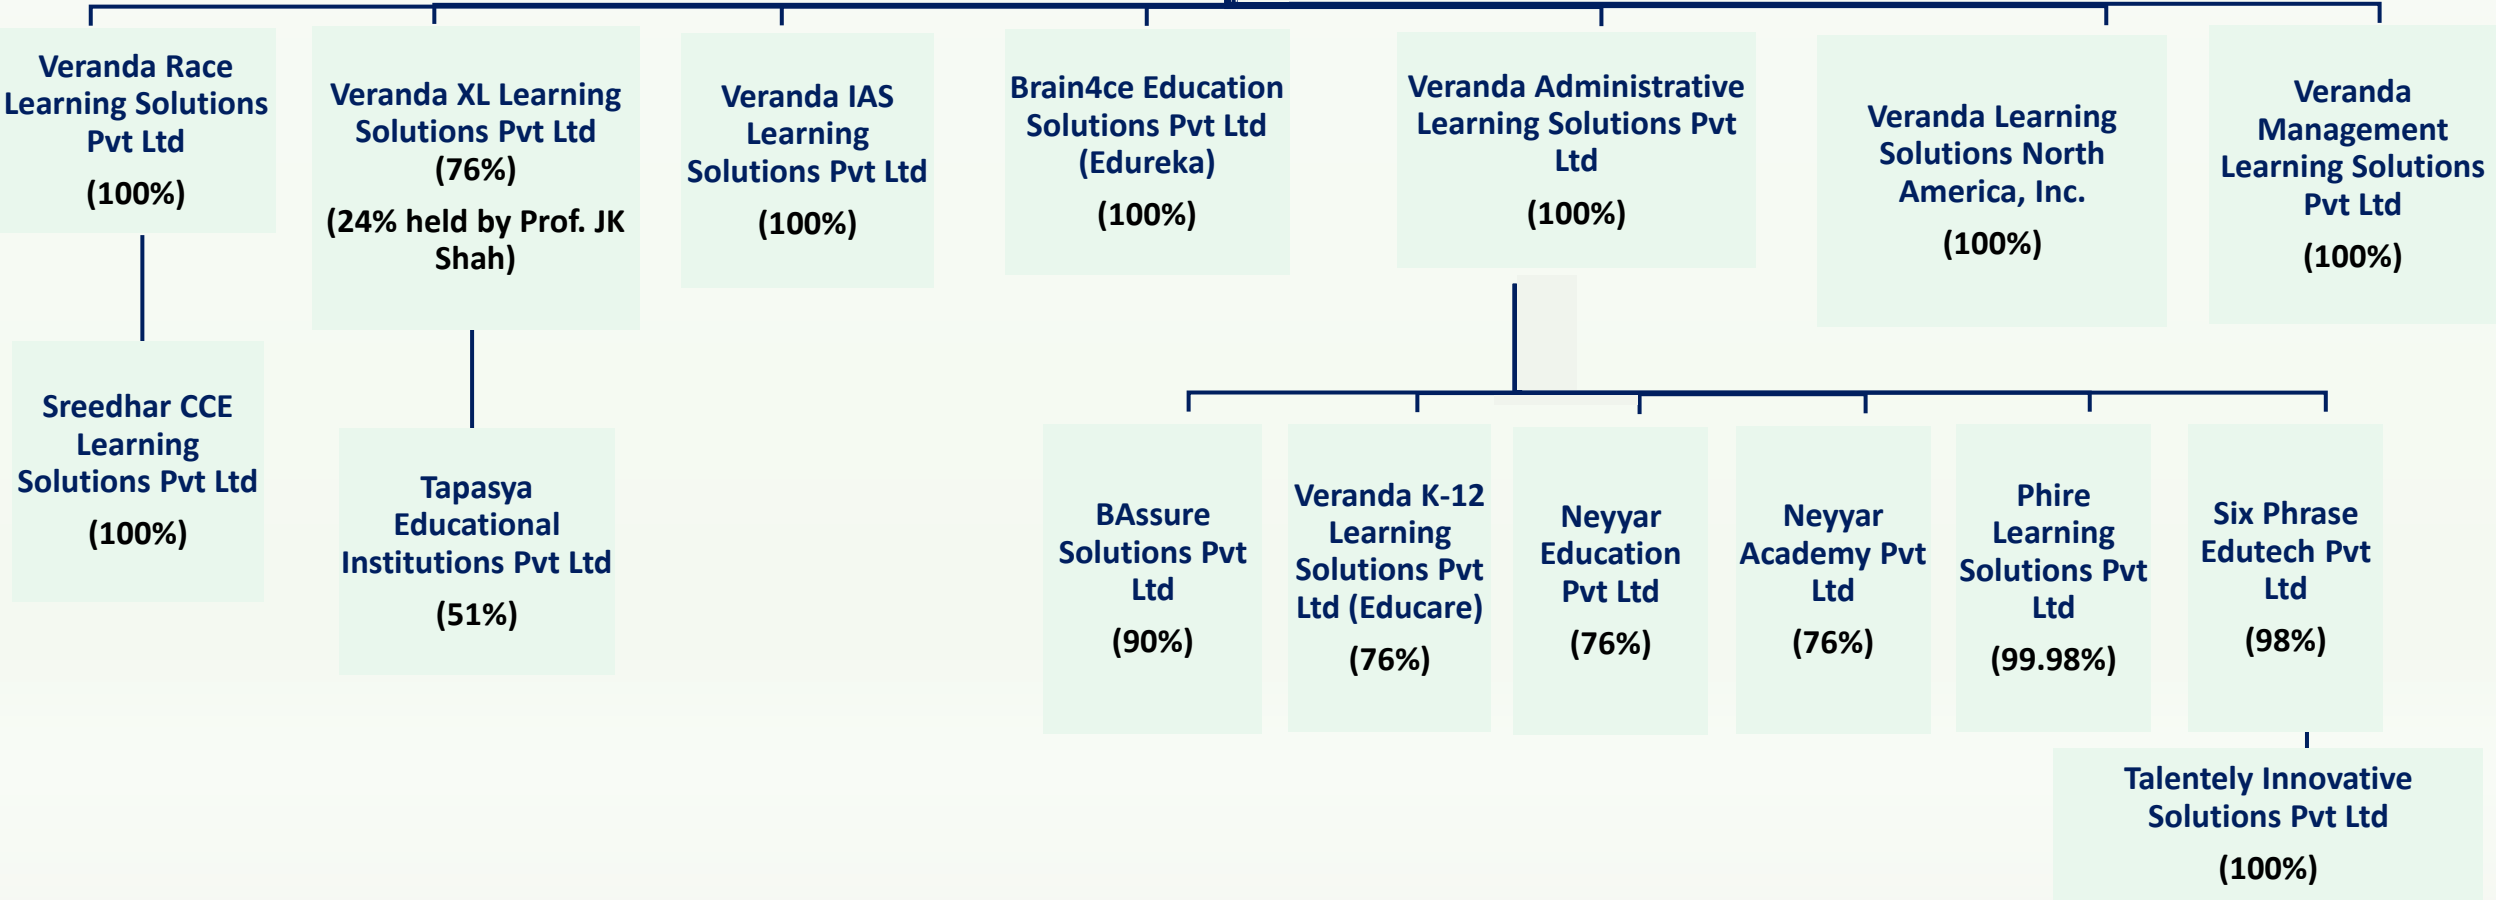 Veranda Race
Learning Solutions
Pvt Ltd
(100%)
Veranda XL Learning
Solutions Pvt Ltd
(76%)
(24% held by Prof. JK
Shah)
Veranda IAS
Learning
Solutions Pvt Ltd
(100%)
Brain4ce Education
Solutions Pvt Ltd
(Edureka)
(100%)
Veranda Administrative
Learning Solutions Pvt
Ltd
(100%)
Veranda Learning
Solutions North
America, Inc.
(100%)
Veranda
Management
Learning Solutions
Pvt Ltd
(100%)
Sreedhar CCE
Learning
Solutions Pvt Ltd
(100%)
Tapasya
Educational
Institutions Pvt Ltd
(51%)
BAssure
Solutions Pvt
Ltd
(90%)
Veranda K-12
Learning
Solutions Pvt
Ltd (Educare)
(76%)
Neyyar
Education
Pvt Ltd
(76%)
Neyyar
Academy Pvt
Ltd
(76%)
Phire
Learning
Solutions Pvt
Ltd
(99.98%)
Six Phrase
Edutech Pvt
Ltd
(98%)
Talentely Innovative
Solutions Pvt Ltd
(100%)